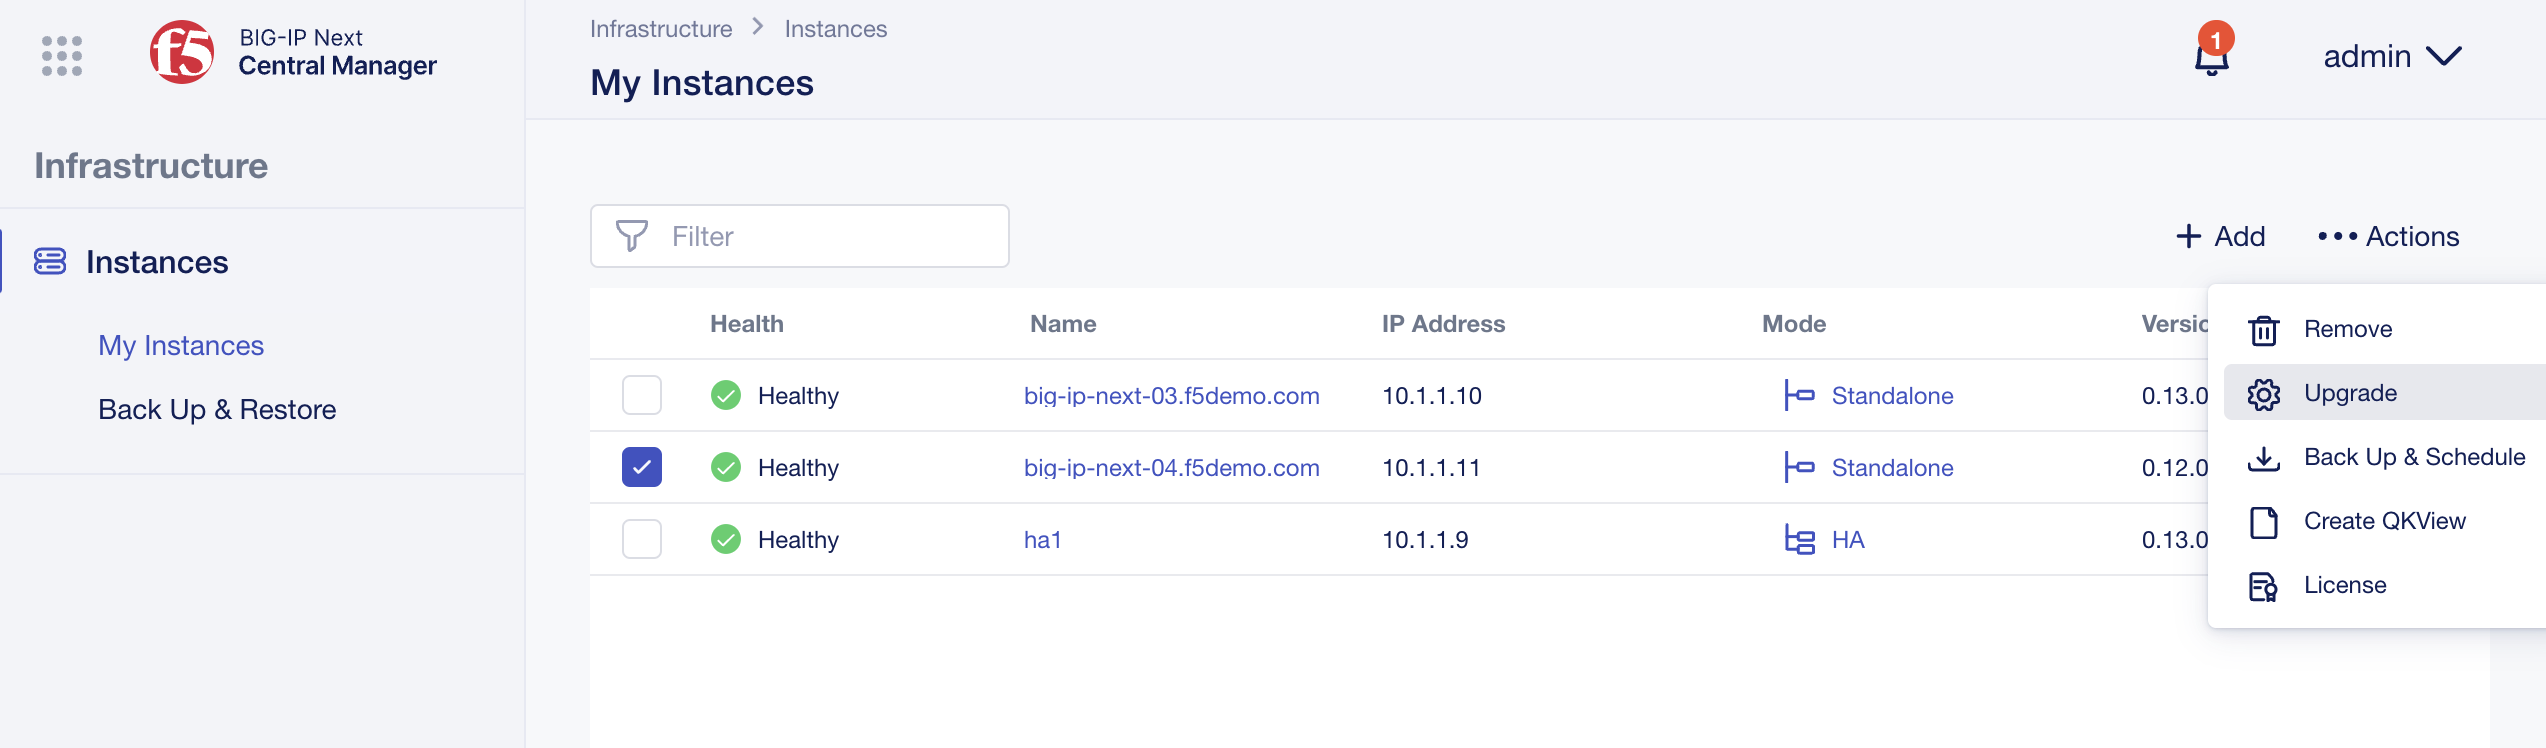 f5
BIG-IP Next
Central Manager
Infrastructure
Instances
My Instances
Back Up & Restore
Infrastructure > Instances
My Instances
1
admin
Filter
+ Add
••• Actions
Health Name IP Address Mode Versio
Healthy big-ip-next-03.f5demo.com 10.1.1.10 Standalone 0.13.0
Healthy big-ip-next-04.f5demo.com 10.1.1.11 Standalone 0.12.0
Healthy ha1 10.1.1.9 HA 0.13.0
Remove
Upgrade
Back Up & Schedule
Create QKView
License